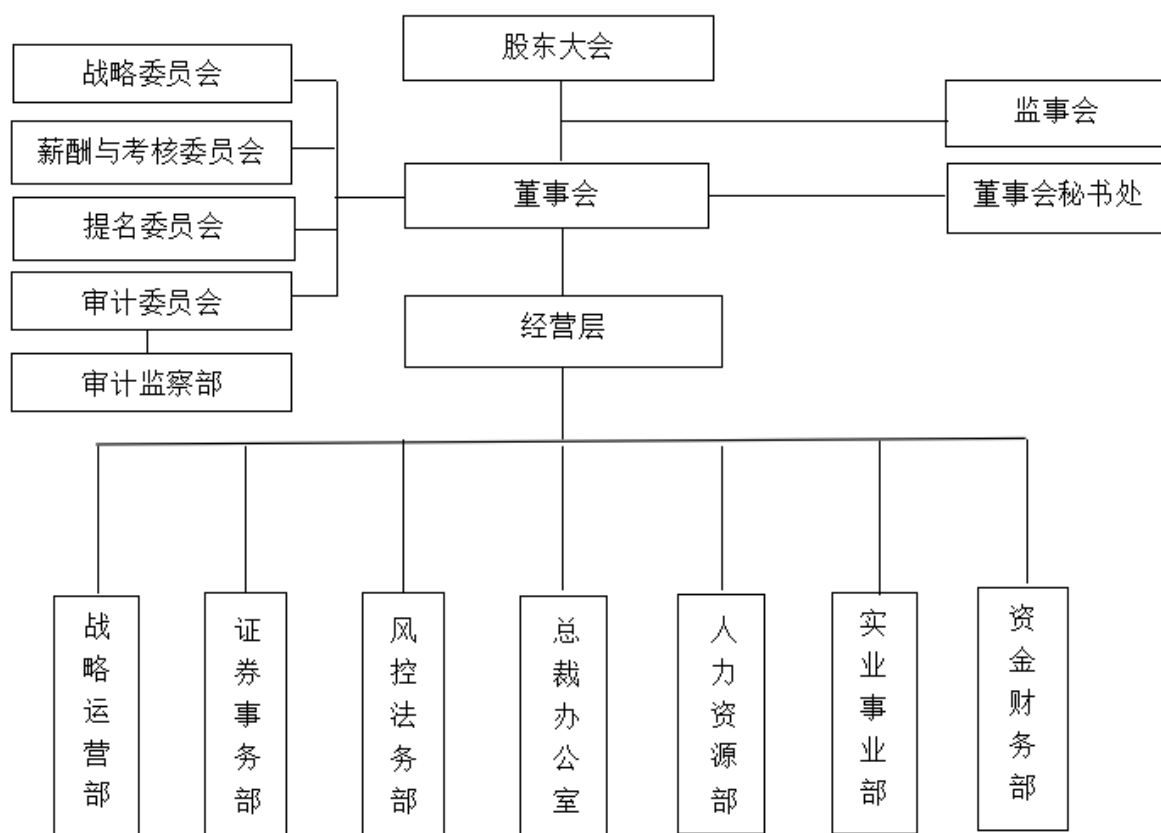 股东大会
战略委员会
监事会
薪酬与考核委员会
董事会
董事会秘书处
提名委员会
审计委员会
经营层
审计监察部
战略运营部
证券事务部
风控法务部
总裁办公室
人力资源部
实业事业部
资金财务部